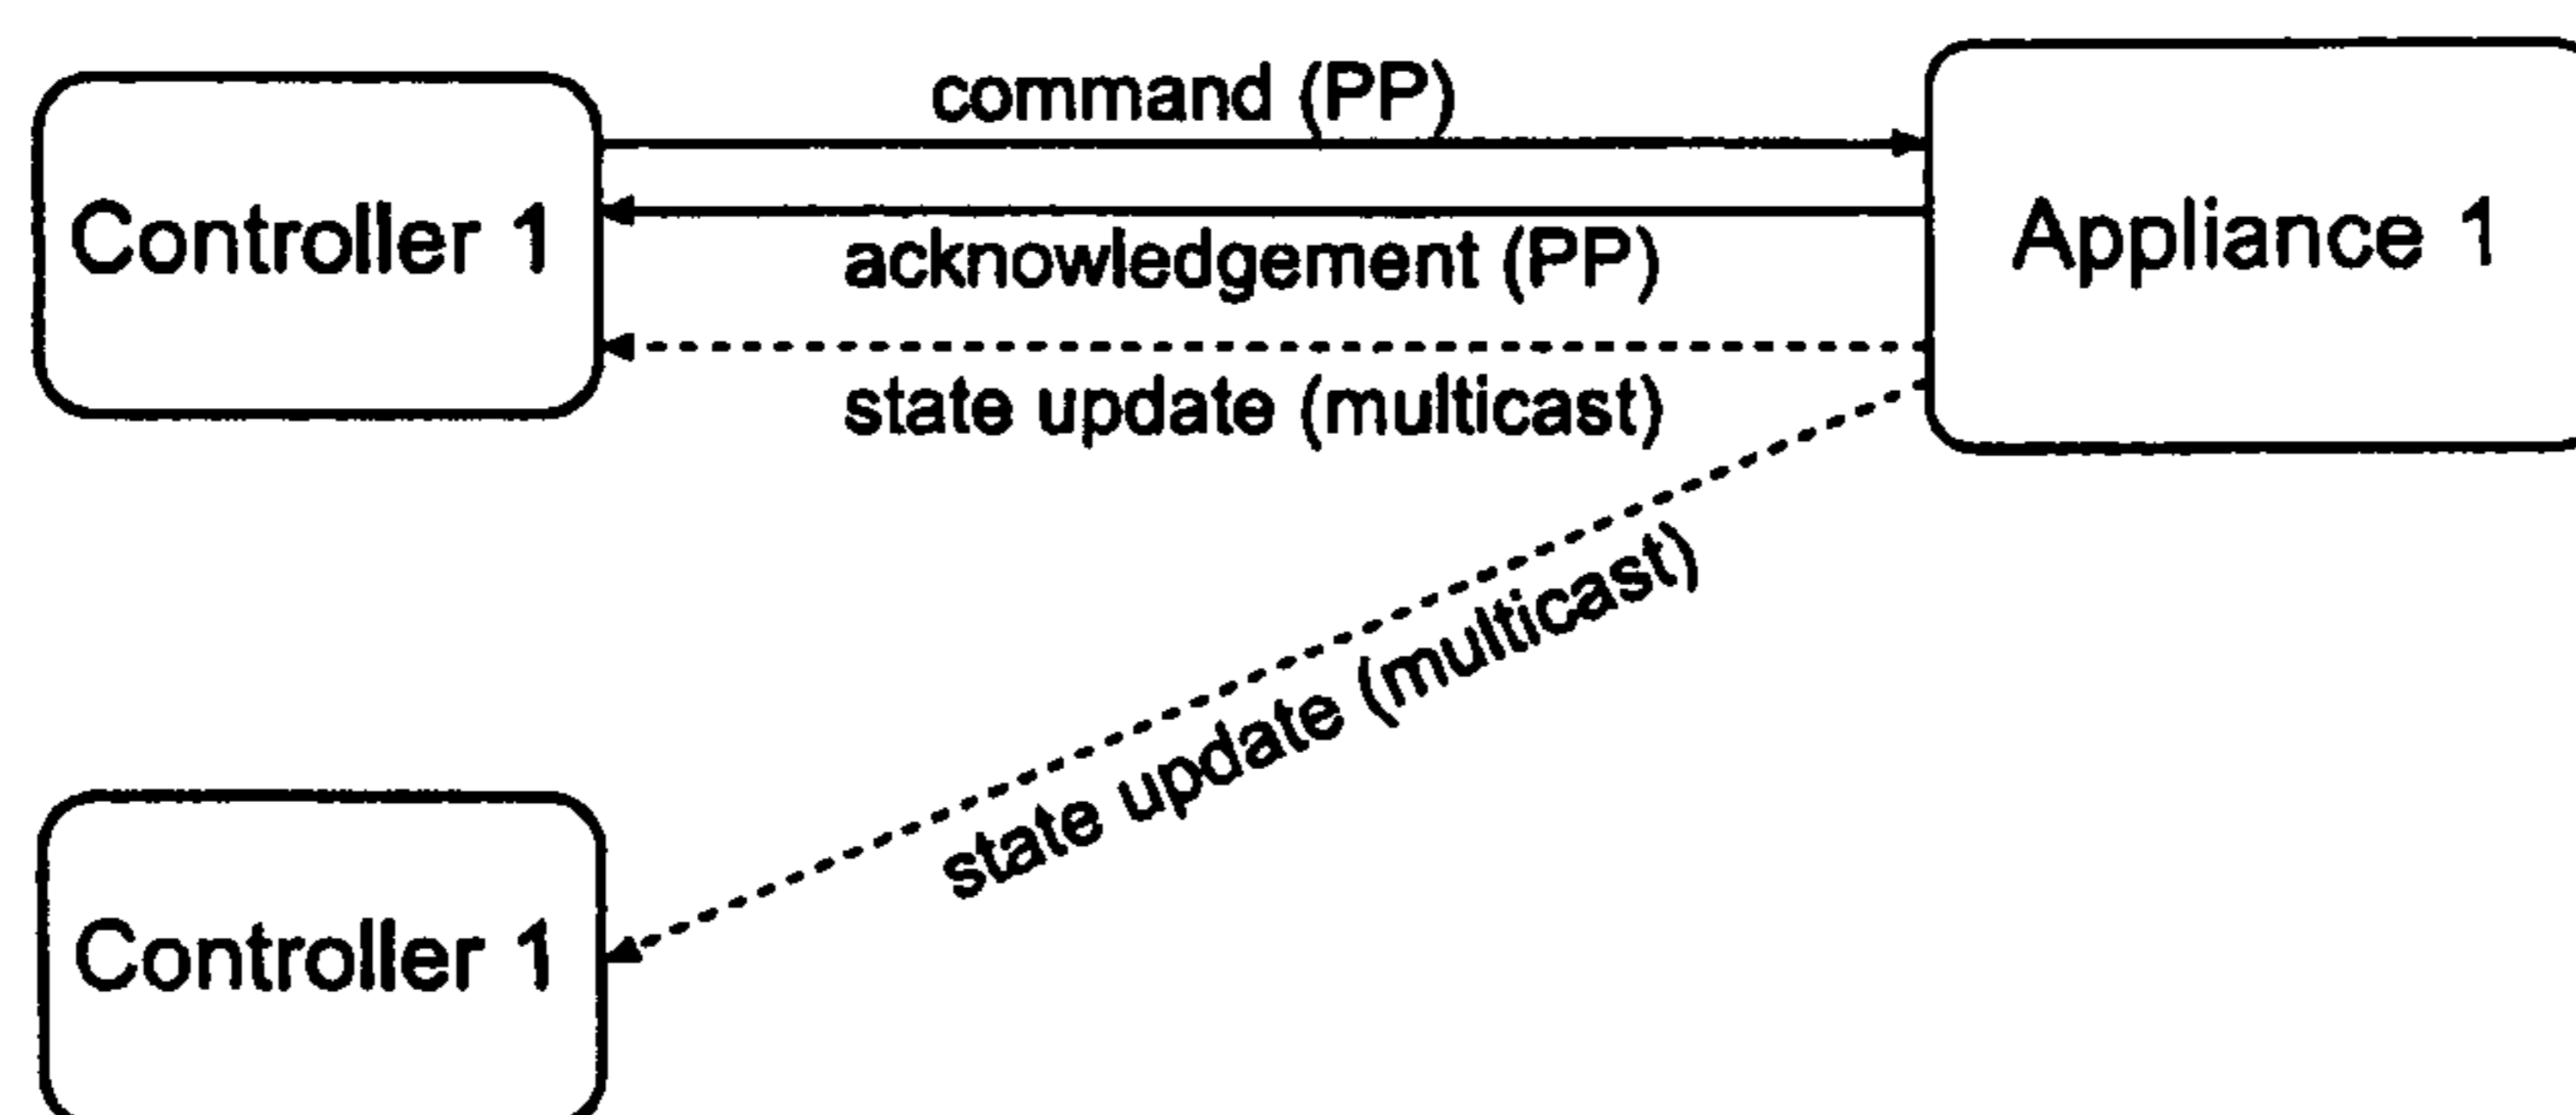 command (PP)
Controller 1
Appliance 1
acknowledgement (PP)
state update (multicast)
state update (multicast)
Controller 1